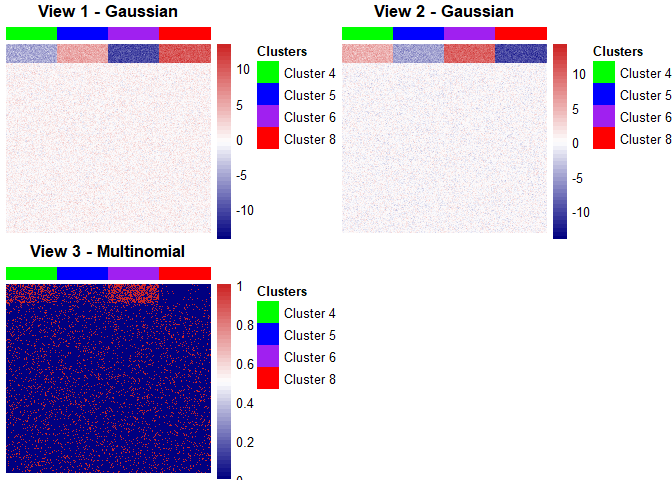 View 1 - Gaussian
10
5
0
-5
-10
Clusters
Cluster 4
Cluster 5
Cluster 6
Cluster 8
View 2 - Gaussian
10
5
0
-5
-10
Clusters
Cluster 4
Cluster 5
Cluster 6
Cluster 8
View 3 - Multinomial
1
0.8
0.6
0.4
0.2
0
Clusters
Cluster 4
Cluster 5
Cluster 6
Cluster 8